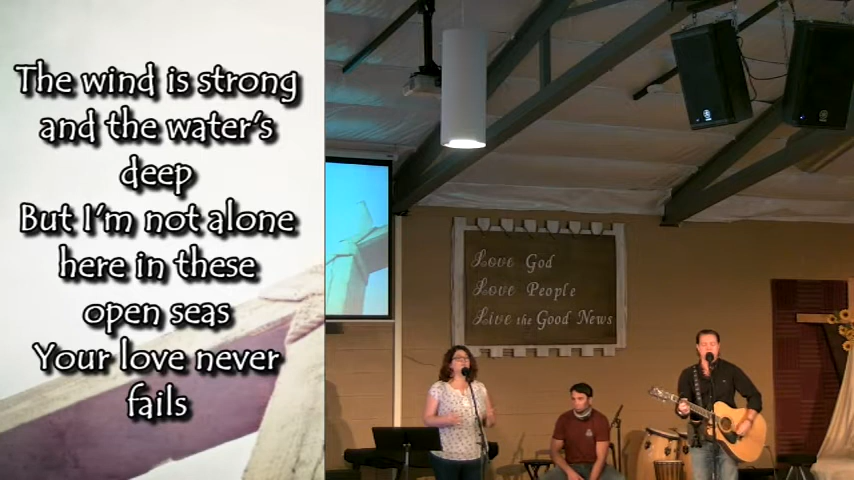 The wind is strong
and the water's
deep
But I'm not alone
here in these
open seas
Your love never
fails
Love God
Love People
Live the Good News